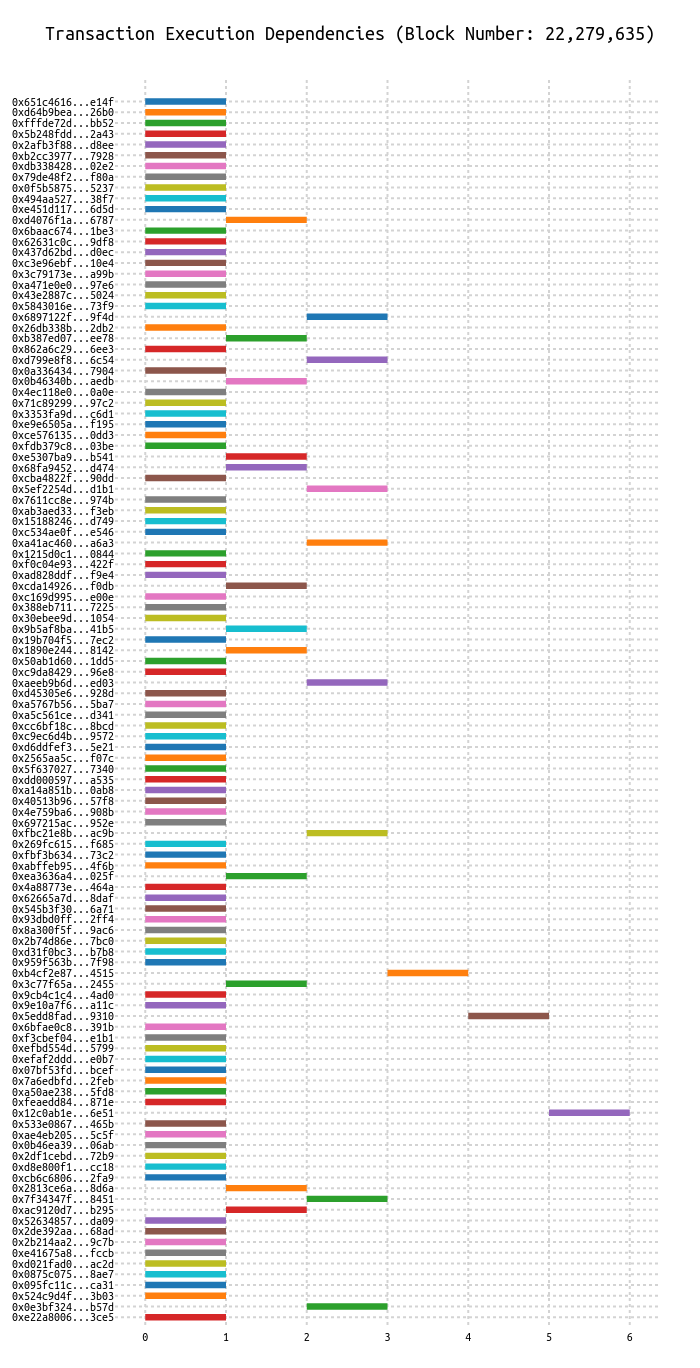 Transaction Execution Dependencies (Block Number: 22,279,635)
0x651c4616...e14f
0xd64b9bea...26b0
0xfffde72d...bb52
0x5b248fdd...2a43
0x2afb3f88...d8ee
0xb2cc3977...7928
0xdb338428...02e2
0x79de48f2...f80a
0x0f5b5875...5237
0x494aa527...38f7
0xe451d117...6d5d
0xd4076f1a...6787
0x6baac674...1be3
0x62631c0c...9df8
0x437d62bd...d0ec
0xc3e96ebf...10e4
0x3c79173e...a99b
0xa471e0e0...97e6
0x43e2887c...5024
0x5843016e...73f9
0x6897122f...9f4d
0x26db338b...2db2
0xb387ed07...ee78
0x862a6c29...6ee3
0xd799e8f8...6c54
0x0a336434...7904
0x0b46340b...aedb
0x4ec118e0...0a0e
0x71c89299...97c2
0x3353fa9d...c6d1
0xe9e6505a...f195
0xce576135...0dd3
0xfdb379c8...03be
0xe5307ba9...b541
0x68fa9452...d474
0xcba4822f...90dd
0x5ef2254d...d1b1
0x7611cc8e...974b
0xab3aed33...f3eb
0x15188246...d749
0xc534ae0f...e546
0xa41ac460...a6a3
0x1215d0c1...0844
0xf0c04e93...422f
0xad828ddf...f9e4
0xcda14926...f0db
0xc169d995...e00e
0x388eb711...7225
0x30ebee9d...1054
0x9b5af8ba...41b5
0x19b704f5...7ec2
0x1890e244...8142
0x50ab1d60...1dd5
0xc9da8429...96e8
0xaeeb9b6d...ed03
0xd45305e6...928d
0xa5767b56...5ba7
0xa5c561ce...d341
0xcc6bf18c...8bcd
0xc9ec6d4b...9572
0xd6ddfef3...5e21
0x2565aa5c...f07c
0x5f637027...7340
0xdd000597...a535
0xa14a851b...0ab8
0x40513b96...57f8
0x4e759ba6...908b
0x697215ac...952e
0xfbc21e8b...ac9b
0x269fc615...f685
0xfbf3b634...73c2
0xabffeb95...4f6b
0xea3636a4...025f
0x4a88773e...464a
0x62665a7d...8daf
0x545b3f30...6a71
0x93dbd0ff...2ff4
0x8a300f5f...9ac6
0x2b74d86e...7bc0
0xd31f0bc3...b7b8
0x959f563b...7f98
0xb4cf2e87...4515
0x3c77f65a...2455
0x9cb4c1c4...4ad0
0x9e10a7f6...a11c
0x5edd8fad...9310
0x6bfae0c8...391b
0xf3cbef04...e1b1
0xefbd554d...5799
0xefaf2ddd...e0b7
0x07bf53fd...bcef
0x7a6edbfd...2feb
0xa50ae238...5fd8
0xfeaedd84...871e
0x12c0ab1e...6e51
0x533e0867...465b
0xae4eb205...5c5f
0x0b46ea39...06ab
0x2df1cebd...72b9
0xd8e800f1...cc18
0xcb6c6806...2fa9
0x2813ce6a...8d6a
0x7f34347f...8451
0xac9120d7...b295
0x52634857...da09
0x2de392aa...68ad
0x2b214aa2...9c7b
0xe41675a8...fccb
0xd021fad0...ac2d
0x0875c075...8ae7
0x095fc11c...ca31
0x524c9d4f...3b03
0x0e3bf324...b57d
0xe22a8006...3ce5
0 1 2 3 4 5 6